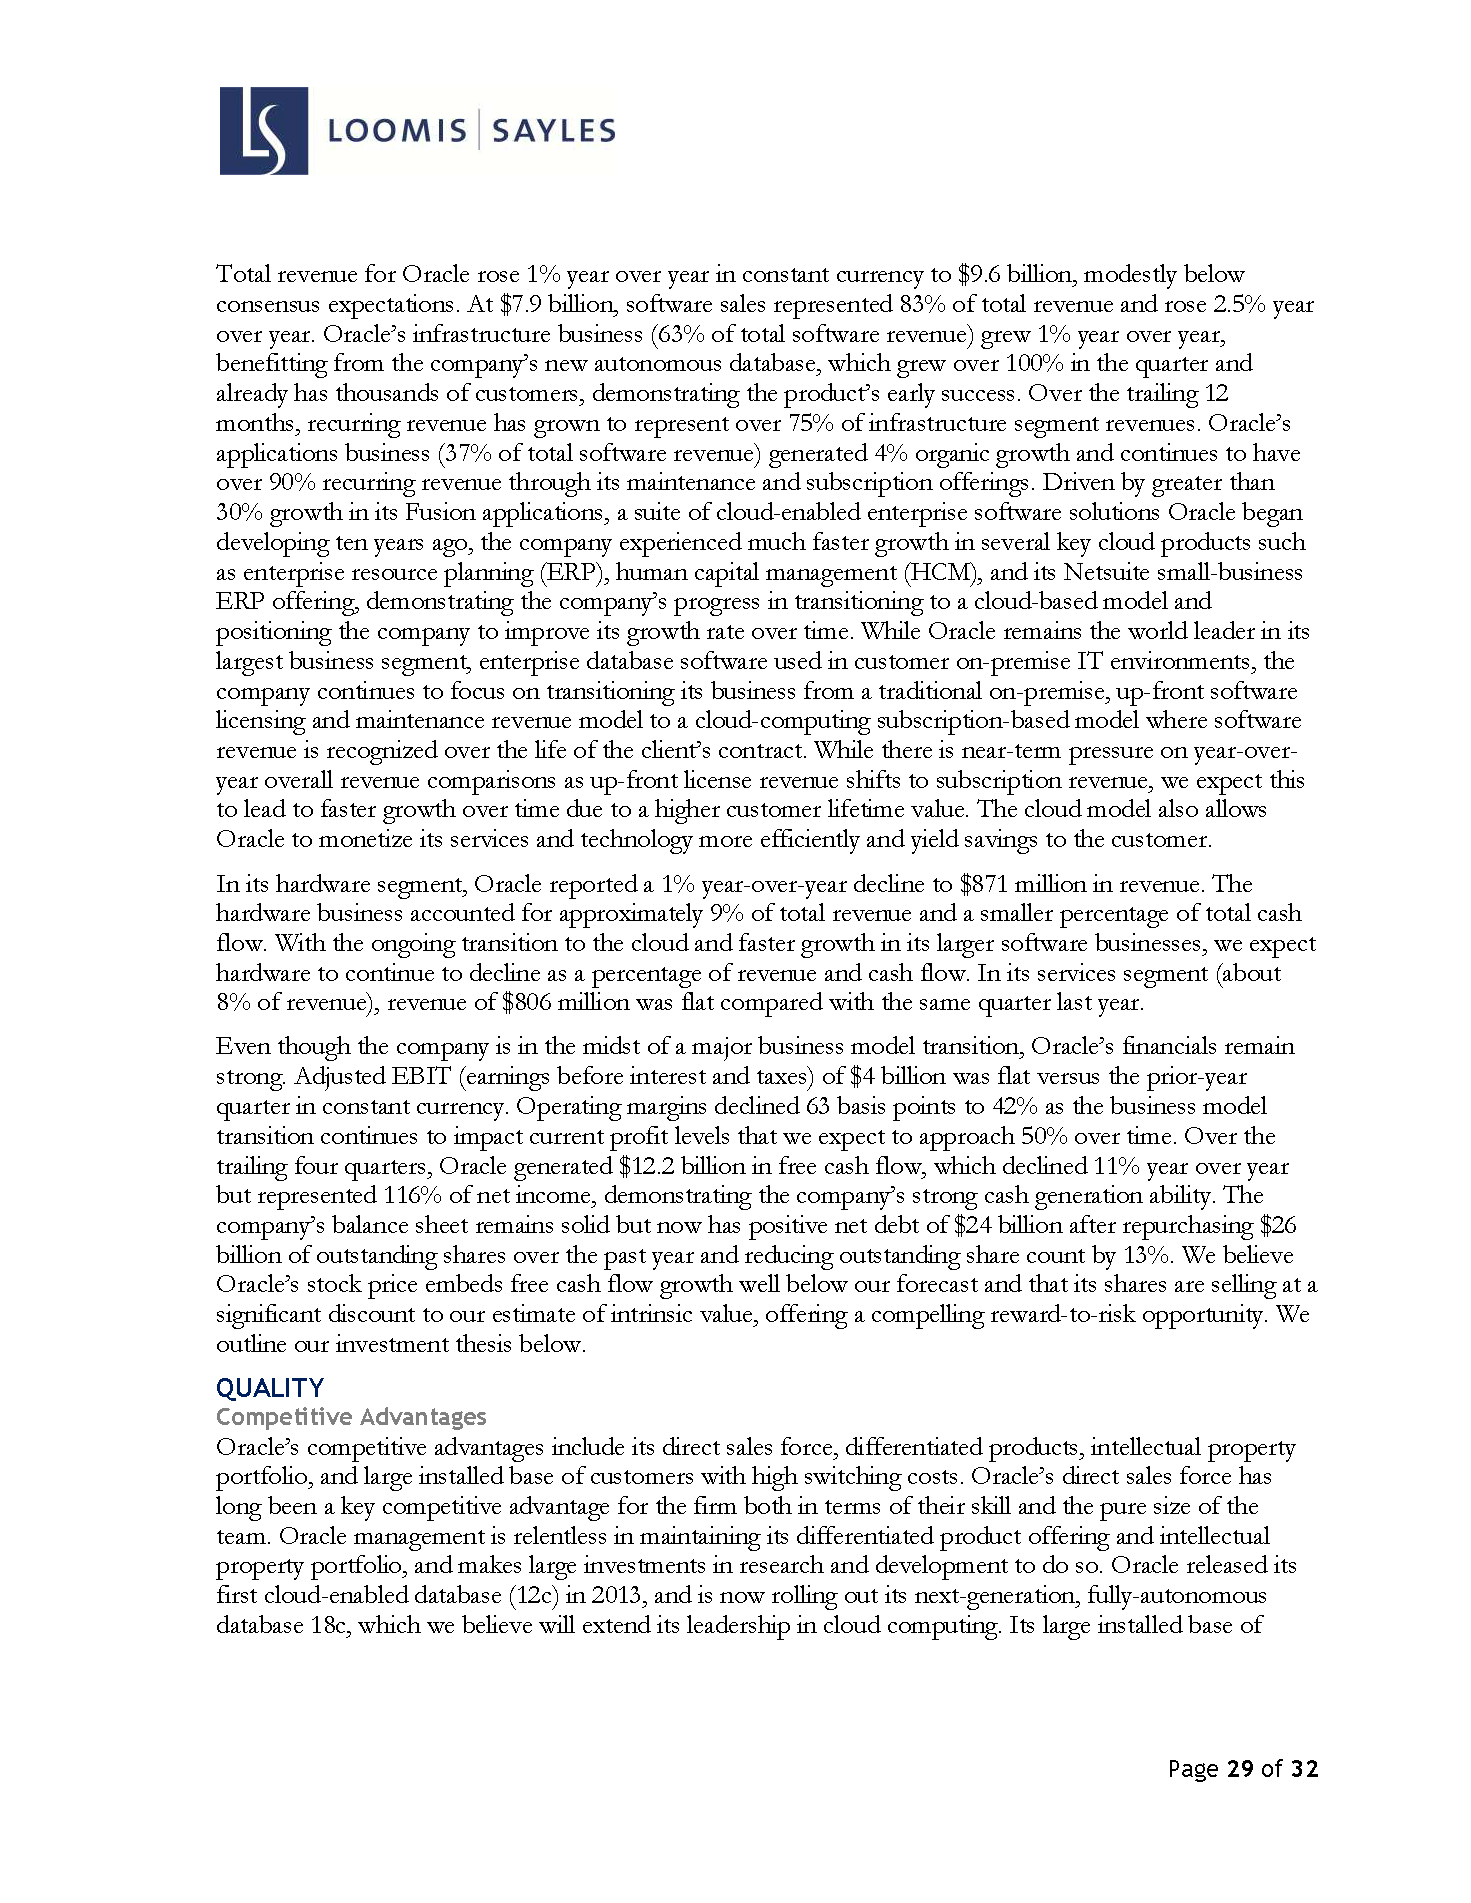 LS LOOMIS | SAYLES
Total revenue for Oracle rose 1% year over year in constant currency to $9.6 billion, modestly below
consensus expectations. At $7.9 billion, software sales represented 83% of total revenue and rose 2.5% year
over year. Oracle’s infrastructure business (63% of total software revenue) grew 1% year over year,
benefitting from the company’s new autonomous database, which grew over 100% in the quarter and
already has thousands of customers, demonstrating the product’s early success. Over the trailing 12
months, recurring revenue has grown to represent over 75% of infrastructure segment revenues. Oracle’s
applications business (37% of total software revenue) generated 4% organic growth and continues to have
over 90% recurring revenue through its maintenance and subscription offerings. Driven by greater than
30% growth in its Fusion applications, a suite of cloud-enabled enterprise software solutions Oracle began
developing ten years ago, the company experienced much faster growth in several key cloud products such
as enterprise resource planning (ERP), human capital management (HCM), and its Netsuite small-business
ERP offering, demonstrating the company’s progress in transitioning to a cloud-based model and
positioning the company to improve its growth rate over time. While Oracle remains the world leader in its
largest business segment, enterprise database software used in customer on-premise IT environments, the
company continues to focus on transitioning its business from a traditional on-premise, up-front software
licensing and maintenance revenue model to a cloud-computing subscription-based model where software
revenue is recognized over the life of the client’s contract. While there is near-term pressure on year-over-
year overall revenue comparisons as up-front license revenue shifts to subscription revenue, we expect this
to lead to faster growth over time due to a higher customer lifetime value. The cloud model also allows
Oracle to monetize its services and technology more efficiently and yield savings to the customer.
In its hardware segment, Oracle reported a 1% year-over-year decline to $871 million in revenue. The
hardware business accounted for approximately 9% of total revenue and a smaller percentage of total cash
flow. With the ongoing transition to the cloud and faster growth in its larger software businesses, we expect
hardware to continue to decline as a percentage of revenue and cash flow. In its services segment (about
8% of revenue), revenue of $806 million was flat compared with the same quarter last year.
Even though the company is in the midst of a major business model transition, Oracle’s financials remain
strong. Adjusted EBIT (earnings before interest and taxes) of $4 billion was flat versus the prior-year
quarter in constant currency. Operating margins declined 63 basis points to 42% as the business model
transition continues to impact current profit levels that we expect to approach 50% over time. Over the
trailing four quarters, Oracle generated $12.2 billion in free cash flow, which declined 11% year over year
but represented 116% of net income, demonstrating the company’s strong cash generation ability. The
company’s balance sheet remains solid but now has positive net debt of $24 billion after repurchasing $26
billion of outstanding shares over the past year and reducing outstanding share count by 13%. We believe
Oracle’s stock price embeds free cash flow growth well below our forecast and that its shares are selling at a
significant discount to our estimate of intrinsic value, offering a compelling reward-to-risk opportunity. We
outline our investment thesis below.
QUALITY
Competitive Advantages
Oracle’s competitive advantages include its direct sales force, differentiated products, intellectual property
portfolio, and large installed base of customers with high switching costs. Oracle’s direct sales force has
long been a key competitive advantage for the firm both in terms of their skill and the pure size of the
team. Oracle management is relentless in maintaining its differentiated product offering and intellectual
property portfolio, and makes large investments in research and development to do so. Oracle released its
first cloud-enabled database (12c) in 2013, and is now rolling out its next-generation, fully-autonomous
database 18c, which we believe will extend its leadership in cloud computing. Its large installed base of
Page 29 of 32